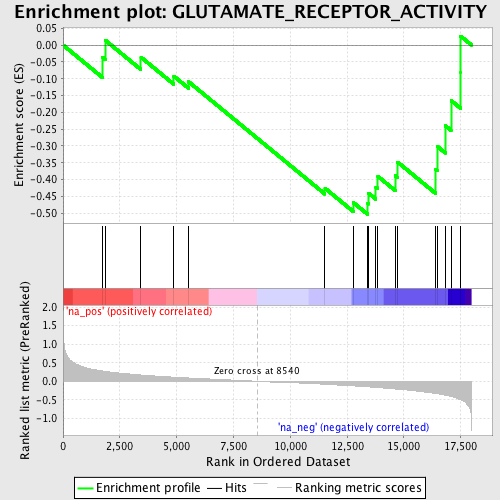 Enrichment plot: GLUTAMATE_RECEPTOR_ACTIVITY
Enrichment score (ES)
0.05
0.00
-0.05
-0.10
-0.15
-0.20
-0.25
-0.30
-0.35
-0.40
-0.45
-0.50
'na_pos' (positively correlated)
Ranked list metric (PreRanked)
2.0
1.5
1.0
0.5
0.0
-0.5
-1.0
Zero cross at 8540
'na_neg' (negatively correlated)
0 2,500 5,000 7,500 10,000 12,500 15,000 17,500
Rank in Ordered Dataset
Enrichment profile Hits Ranking metric scores